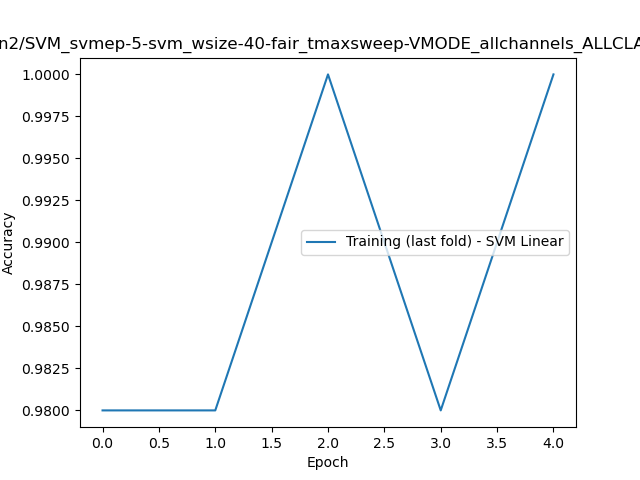 n2/SVM_svmep-5-svm_wsize-40-fair_tmaxsweep-VMODE_allchannels_ALLCLA
1.0000
0.9975
0.9950
0.9925
0.9900
0.9875
0.9850
0.9825
0.9800
Accuracy
Training (last fold) - SVM Linear
0.0 0.5 1.0 1.5 2.0 2.5 3.0 3.5 4.0
Epoch